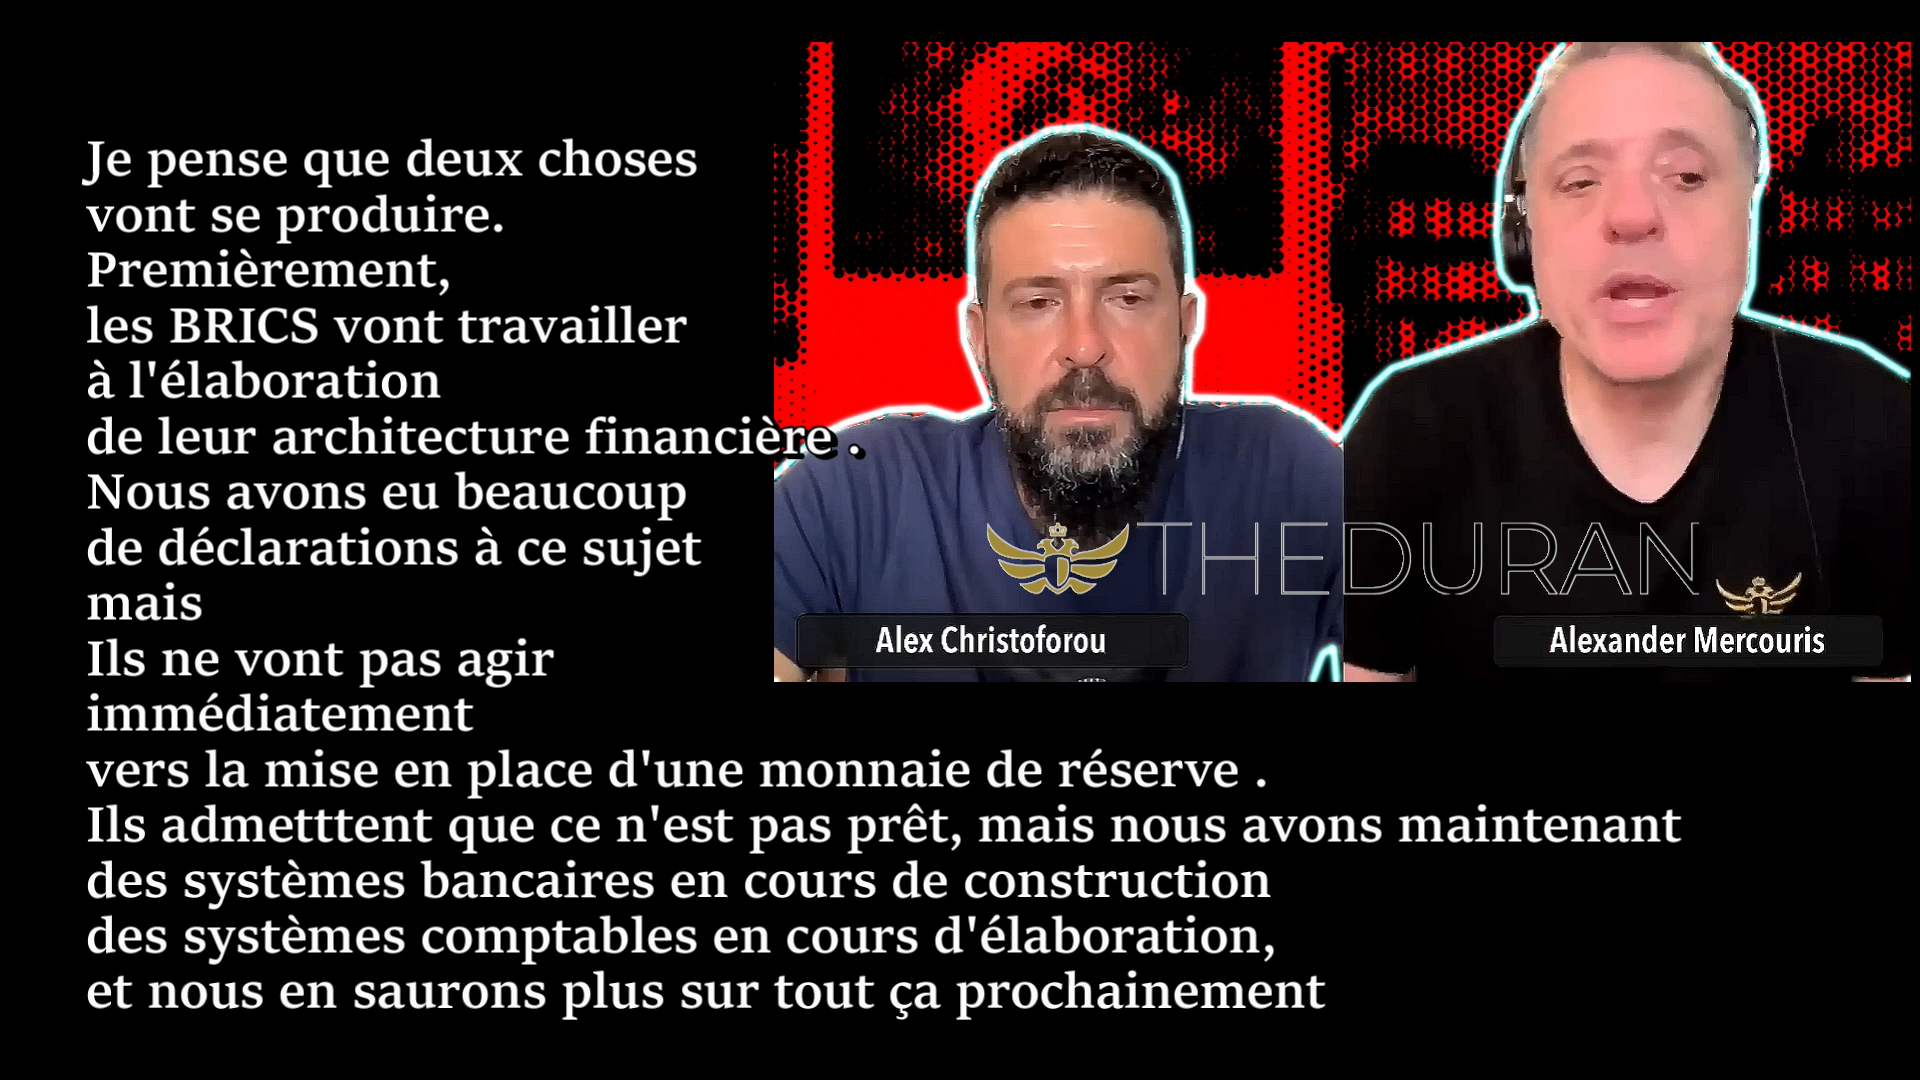 Je pense que deux choses
vont se produire.
Premièrement,
les BRICS vont travailler
à l'élaboration
de leur architecture financière .
Nous avons eu beaucoup
de déclarations à ce sujet
mais
Ils ne vont pas agir
immédiatement
vers la mise en place d'une monnaie de réserve .
Ils admetttent que ce n'est pas prêt, mais nous avons maintenant
des systèmes bancaires en cours de construction
des systèmes comptables en cours d'élaboration,
et nous en saurons plus sur tout ça prochainement
THEDURAN
Alex Christoforou
Alexander Mercouris